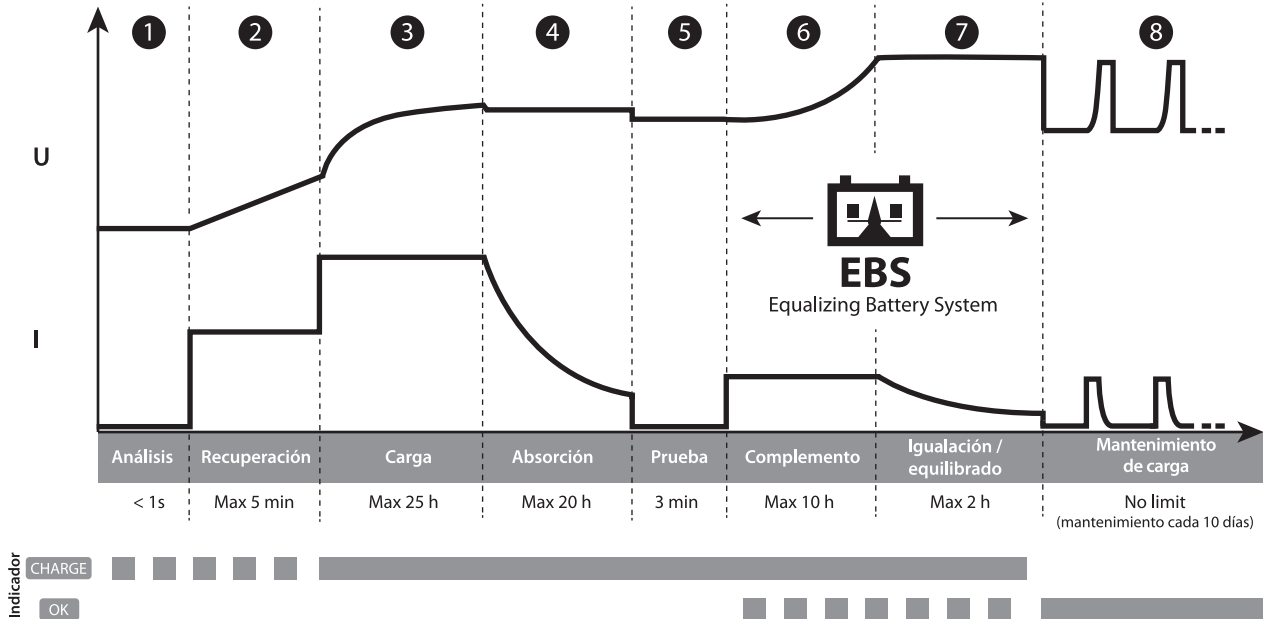 1 2 3 4 5 6 7 8
U
EBS
Equalizing Battery System
I
Análisis Recuperación Carga Absorción Prueba Complemento Igualación / equilibrado Mantenimiento de carga
< 1s Max 5 min Max 25 h Max 20 h 3 min Max 10 h Max 2 h No limit
(mantenimiento cada 10 días)
Indicador
CHARGE
OK